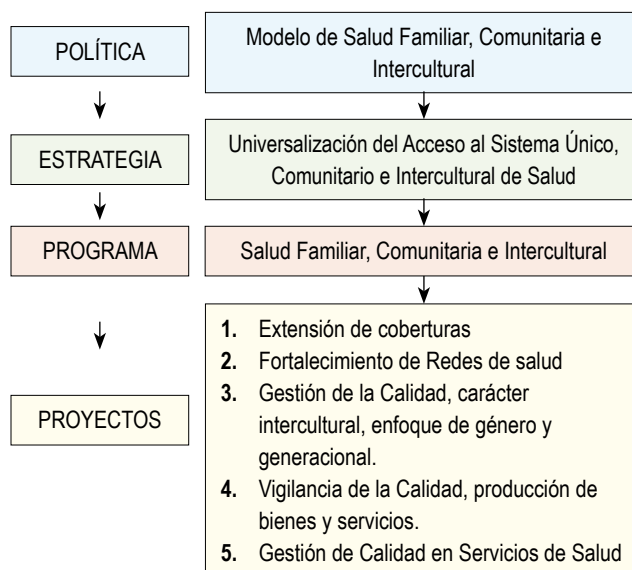 POLÍTICA
Modelo de Salud Familiar, Comunitaria e
Intercultural
ESTRATEGIA
Universalización del Acceso al Sistema Único,
Comunitario e Intercultural de Salud
PROGRAMA
Salud Familiar, Comunitaria e Intercultural
PROYECTOS
1. Extensión de coberturas
2. Fortalecimiento de Redes de salud
3. Gestión de la Calidad, carácter
intercultural, enfoque de género y
generacional.
4. Vigilancia de la Calidad, producción de
bienes y servicios.
5. Gestión de Calidad en Servicios de Salud